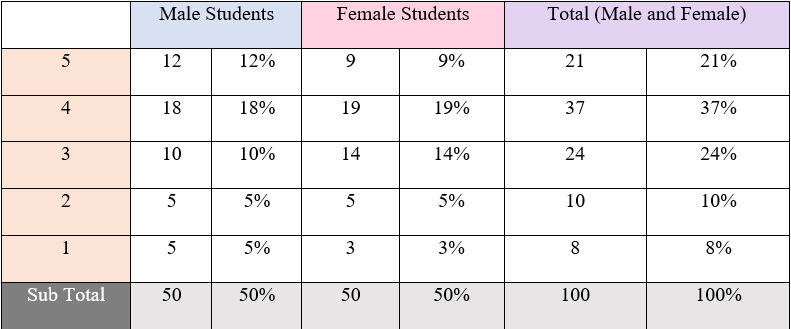 Male Students Female Students Total (Male and Female)
5 12 12% 9 9% 21 21%
4 18 18% 19 19% 37 37%
3 10 10% 14 14% 24 24%
2 5 5% 5 5% 10 10%
1 5 5% 3 3% 8 8%
Sub Total 50 50% 50 50% 100 100%